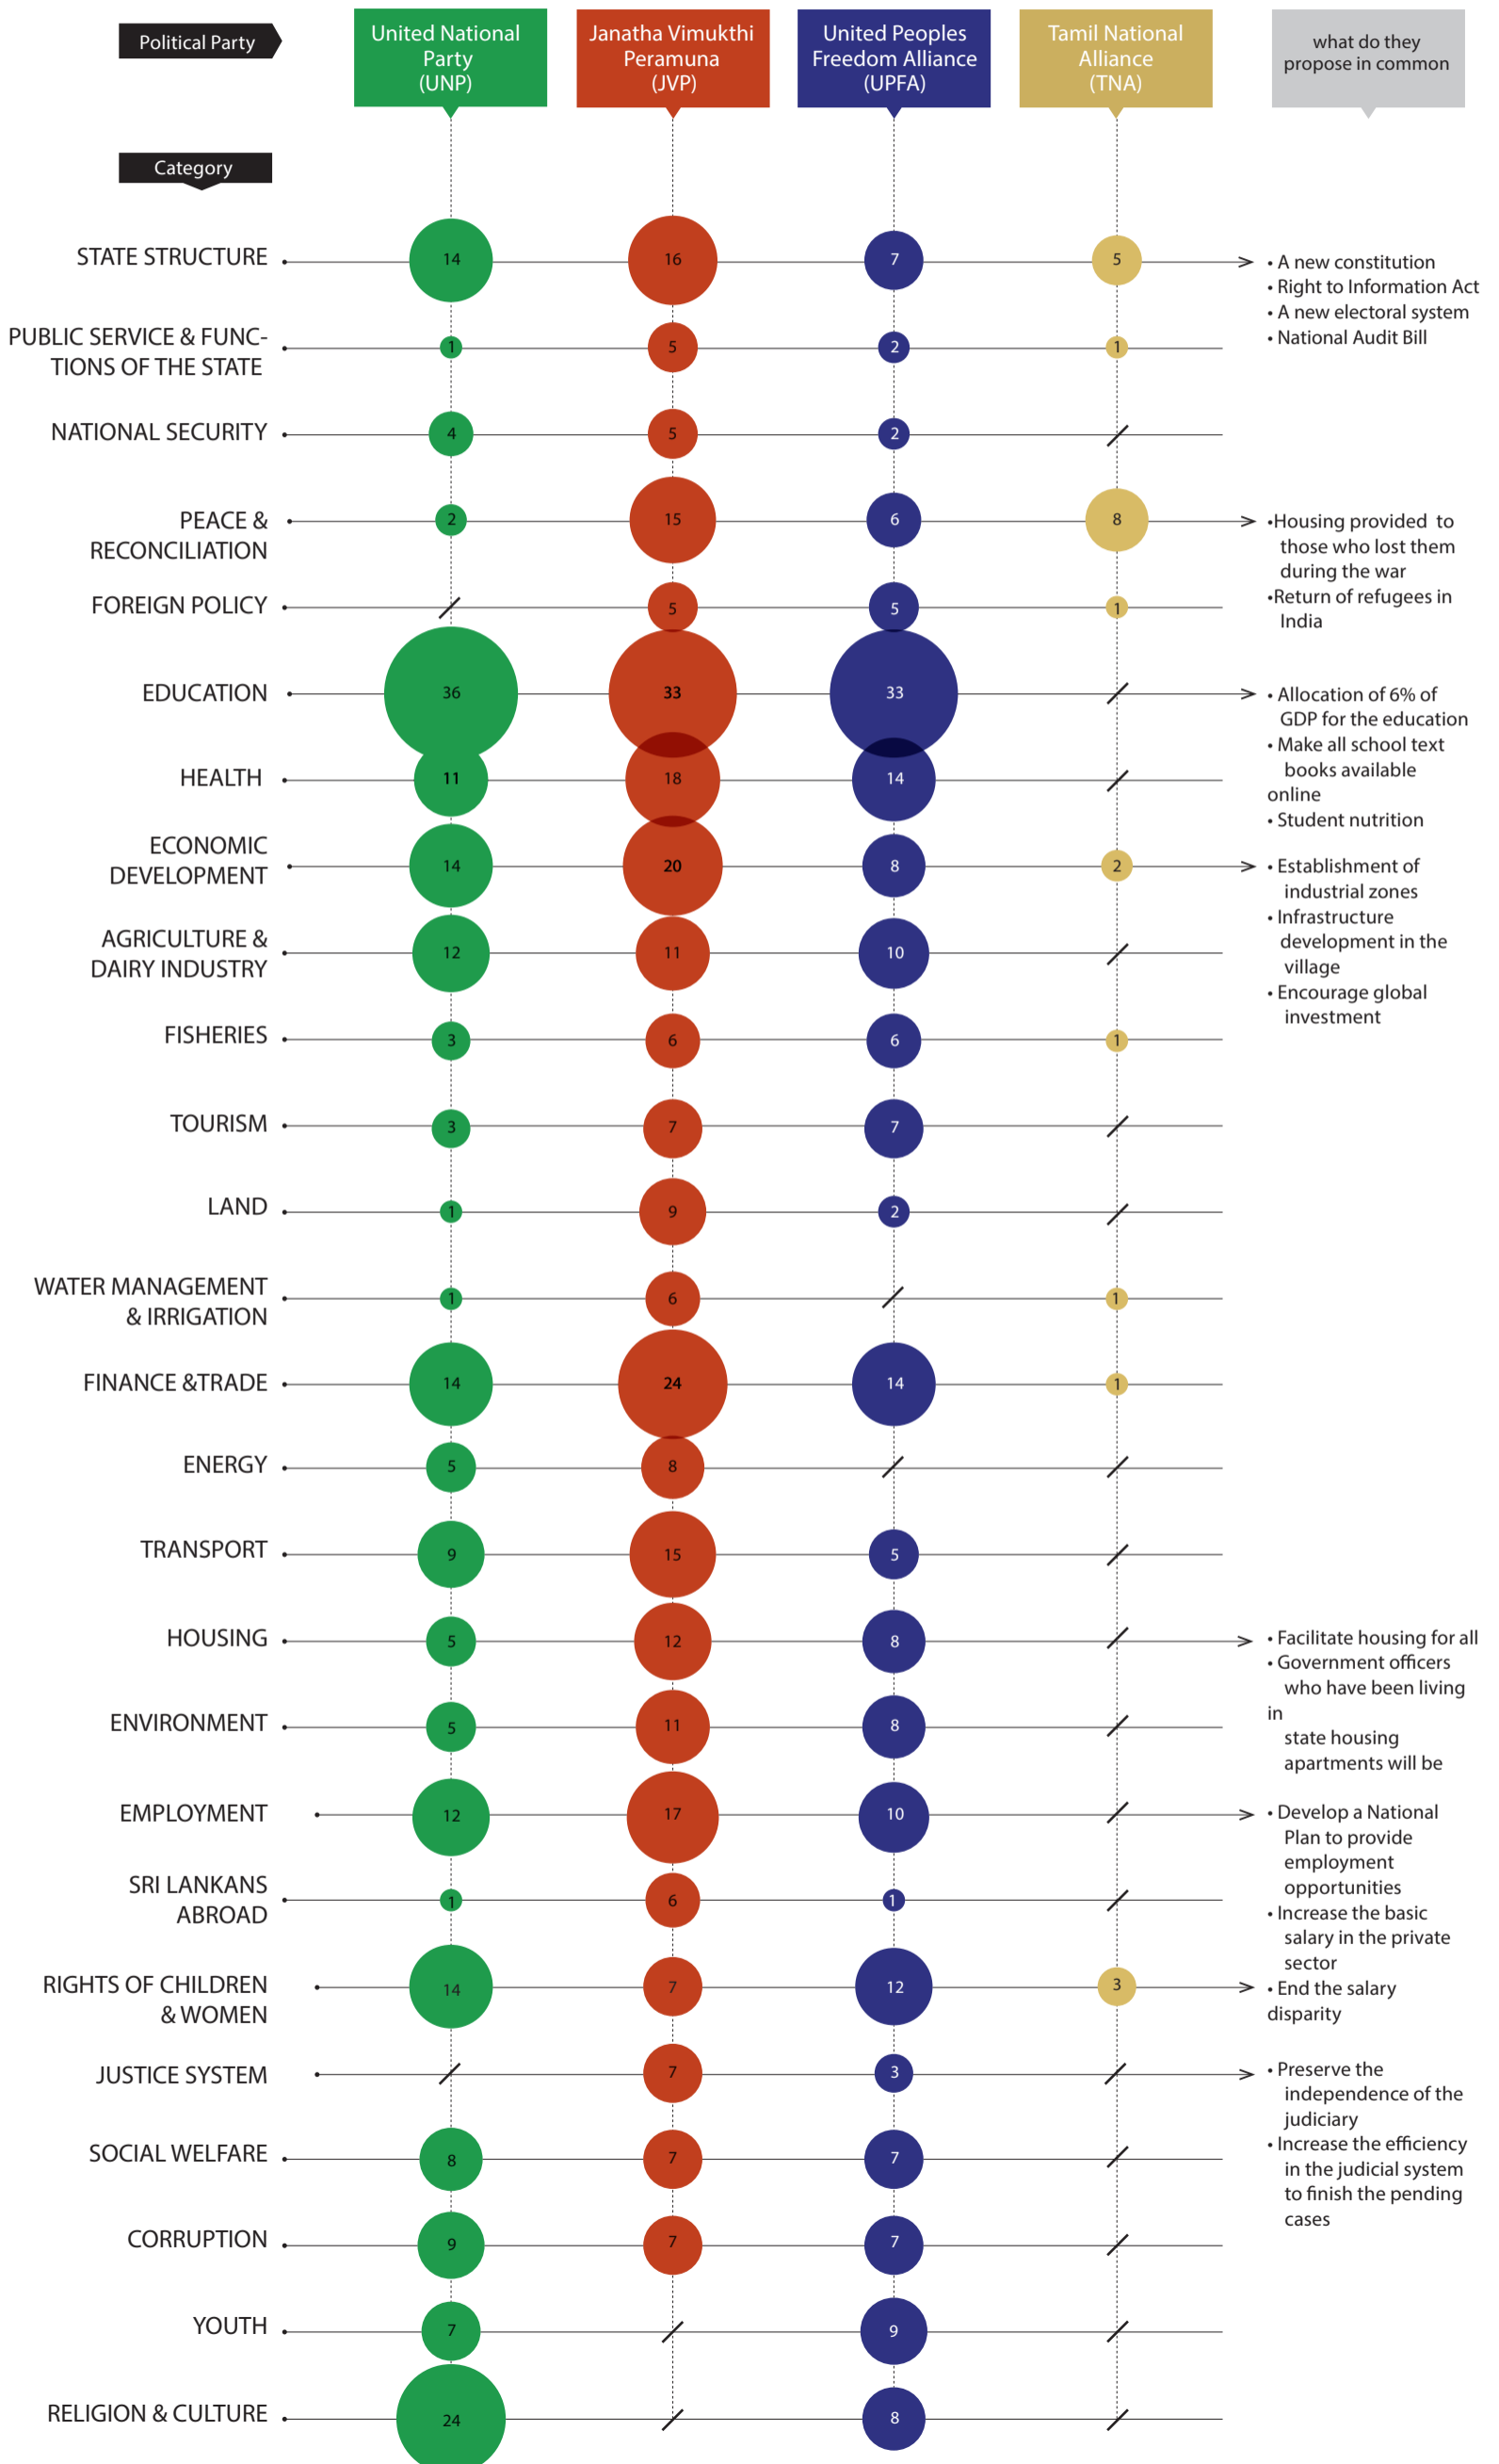 Political Party
United National
Party
(UNP)
Janatha Vimukthi
Peramuna
(JVP)
United Peoples
Freedom Alliance
(UPFA)
Tamil National
Alliance
(TNA)
what do they
propose in common
Category
STATE STRUCTURE
14
16
7
5
• A new constitution
• Right to Information Act
• A new electoral system
• National Audit Bill
PUBLIC SERVICE & FUNC-
TIONS OF THE STATE
1
5
2
1
NATIONAL SECURITY
4
5
2
PEACE &
RECONCILIATION
2
15
6
8
•Housing provided to
those who lost them
during the war
•Return of refugees in
India
FOREIGN POLICY
5
5
1
EDUCATION
36
33
33
• Allocation of 6% of
GDP for the education
• Make all school text
books available
online
• Student nutrition
HEALTH
11
18
14
ECONOMIC
DEVELOPMENT
14
20
8
2
• Establishment of
industrial zones
• Infrastructure
development in the
village
• Encourage global
investment
AGRICULTURE &
DAIRY INDUSTRY
12
11
10
FISHERIES
3
6
6
1
TOURISM
3
7
7
LAND
1
9
2
WATER MANAGEMENT
& IRRIGATION
1
6
1
FINANCE &TRADE
14
24
14
1
ENERGY
5
8
TRANSPORT
9
15
5
HOUSING
5
12
8
• Facilitate housing for all
• Government officers
who have been living
in
state housing
apartments will be
ENVIRONMENT
5
11
8
EMPLOYMENT
12
17
10
• Develop a National
Plan to provide
employment
opportunities
• Increase the basic
salary in the private
sector
• End the salary
disparity
SRI LANKANS
ABROAD
1
6
1
RIGHTS OF CHILDREN
& WOMEN
14
7
12
3
JUSTICE SYSTEM
7
3
• Preserve the
independence of the
judiciary
• Increase the efficiency
in the judicial system
to finish the pending
cases
SOCIAL WELFARE
8
7
7
CORRUPTION
9
7
7
YOUTH
7
9
RELIGION & CULTURE
24
8